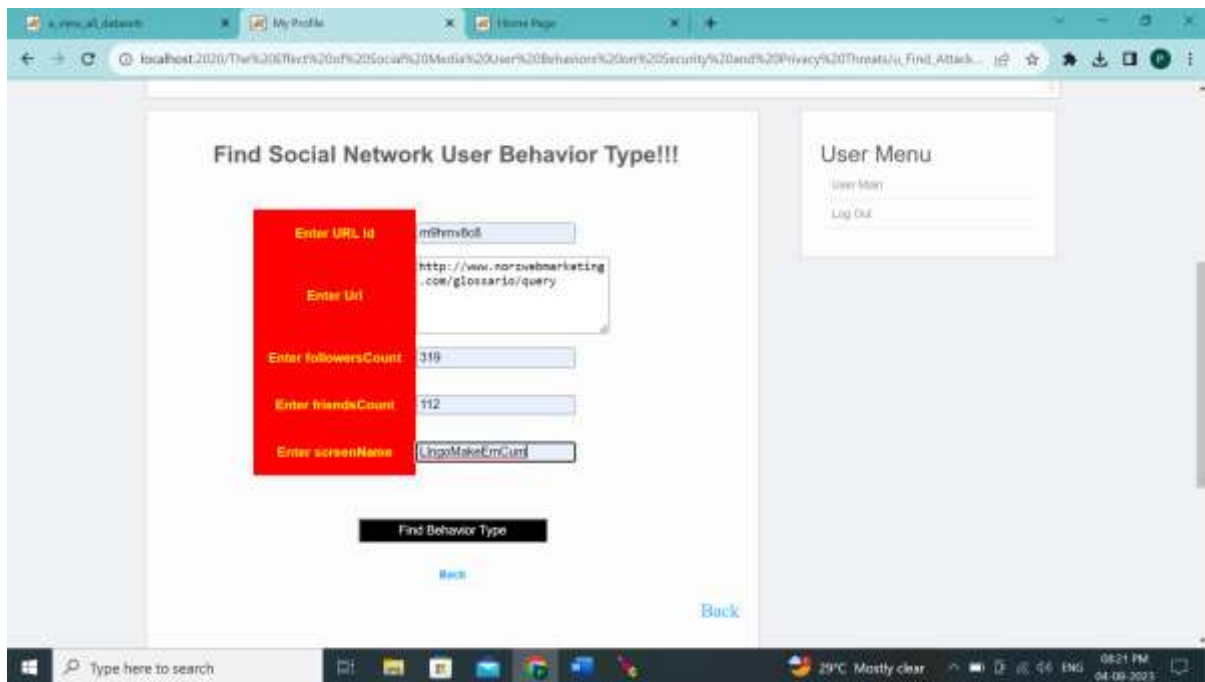 a_view_all_datasets
My Profile
Home Page
localhost:2020/The%20Effect%20of%20Social%20Media%20User%20Behaviors%20on%20Security%20and%20Privacy%20Threats/u_Find_Attack...
Find Social Network User Behavior Type!!!
User Menu
User Main
Log Out
Enter URL Id
Enter Url
http://www.norzwebmarketing
.com/glossario/query
Enter followersCount
319
Enter friendsCount
112
Enter screenName
LIngoMakeEmCum
Find Behavior Type
Back
Back
Type here to search
29°C Mostly clear
ENG
08:21 PM
04-09-2023